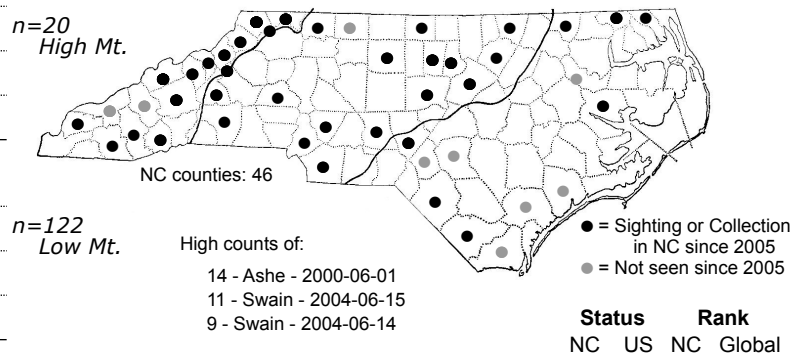 n=20
High Mt.
NC counties: 46
n=122
Low Mt.
High counts of:
14 - Ashe - 2000-06-01
11 - Swain - 2004-06-15
9 - Swain - 2004-06-14
= Sighting or Collection
in NC since 2005
= Not seen since 2005
Status Rank
NC US NC Global